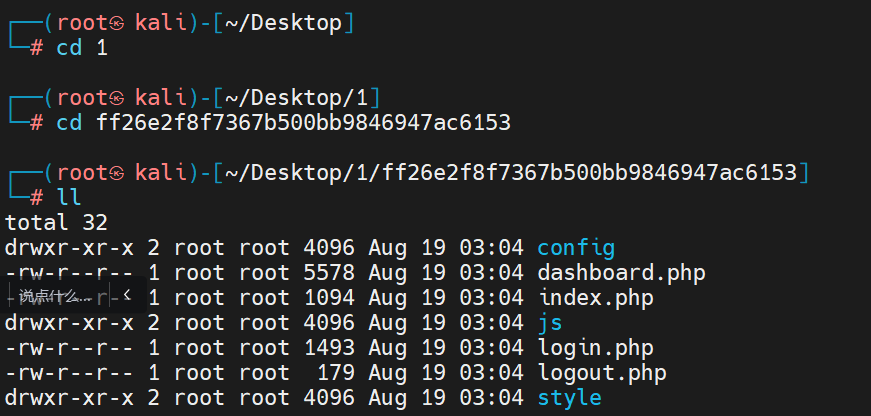 ┌──(root㉿kali)-[~/Desktop]
└─# cd 1
┌──(root㉿kali)-[~/Desktop/1]
└─# cd ff26e2f8f7367b500bb9846947ac6153
┌──(root㉿kali)-[~/Desktop/1/ff26e2f8f7367b500bb9846947ac6153]
└─# ll
total 32
drwxr-xr-x 2 root root 4096 Aug 19 03:04 config
-rw-r--r-- 1 root root 5578 Aug 19 03:04 dashboard.php
-rw-r--r-- 1 root root 1094 Aug 19 03:04 index.php
说点什么...
drwxr-xr-x 2 root root 4096 Aug 19 03:04 js
-rw-r--r-- 1 root root 1493 Aug 19 03:04 login.php
-rw-r--r-- 1 root root 179 Aug 19 03:04 logout.php
drwxr-xr-x 2 root root 4096 Aug 19 03:04 style